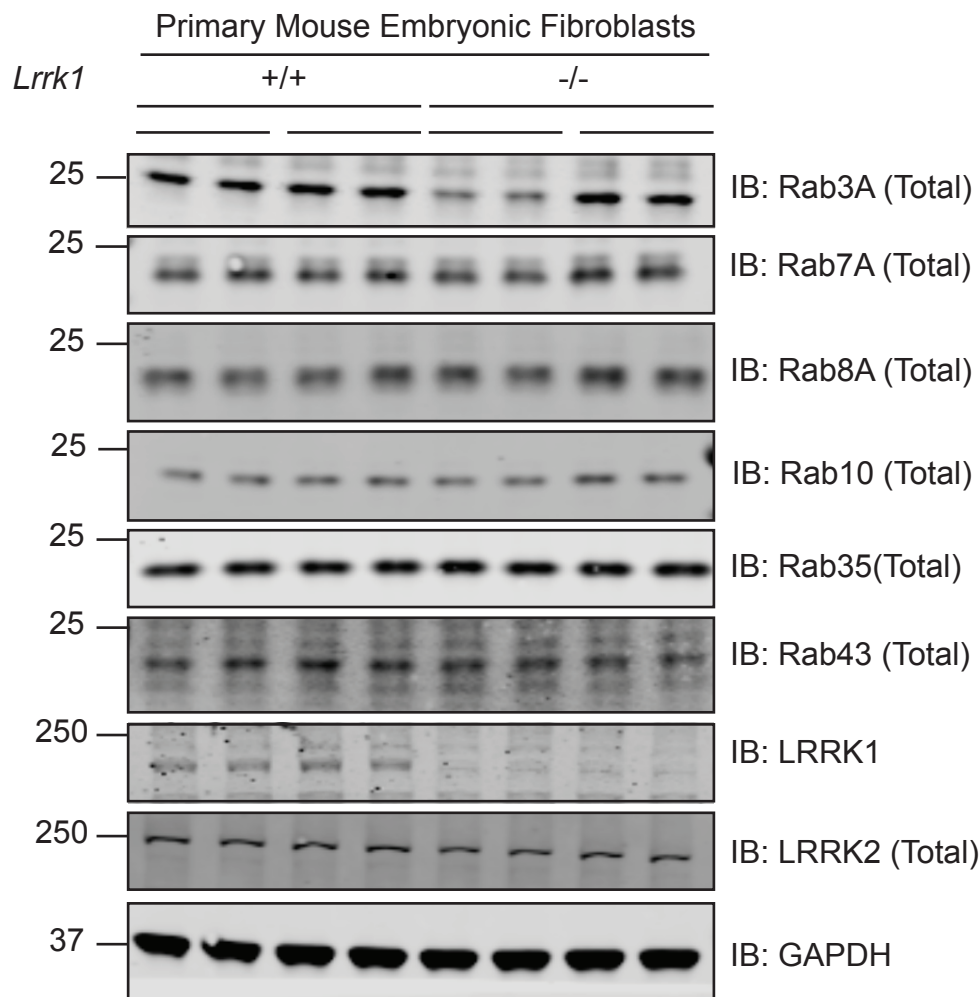 Primary Mouse Embryonic Fibroblasts
Lrrk1 +/+ -/-
25 IB: Rab3A (Total)
25 IB: Rab7A (Total)
25 IB: Rab8A (Total)
25 IB: Rab10 (Total)
25 IB: Rab35(Total)
25 IB: Rab43 (Total)
250 IB: LRRK1
250 IB: LRRK2 (Total)
37 IB: GAPDH